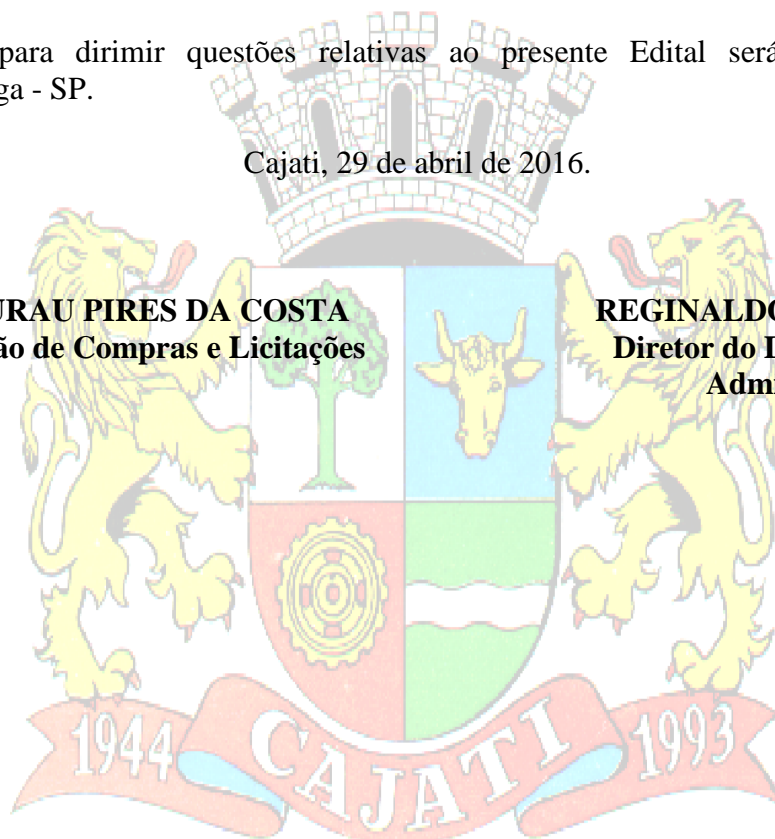 para dirimir questões relativas ao presente Edital será
ga - SP.
Cajati, 29 de abril de 2016.
URAU PIRES DA COSTA
ão de Compras e Licitações
REGINALDO
Diretor do D
Admi
1944 CAJATI 1993